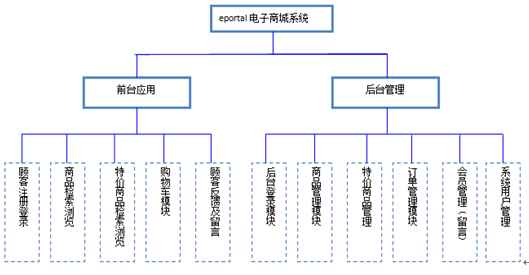 eportal 电子商城系统
前台应用
后台管理
顾客注册登录
商品检索浏览
特价商品检索浏览
购物车模块
顾客反馈及留言
后台登录模块
商品管理模块
特价商品管理
订单管理模块
会员管理（留言）
系统用户管理